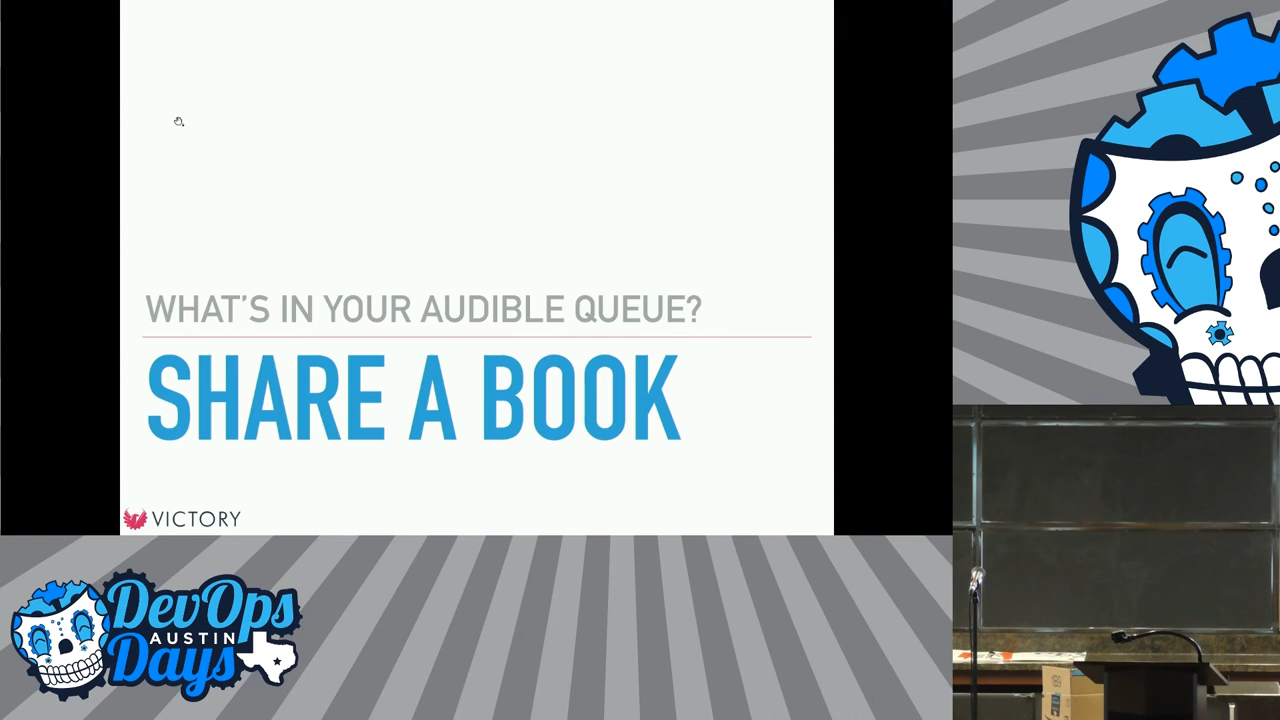 WHAT'S IN YOUR AUDIBLE QUEUE?
SHARE A BOOK
VICTORY
DevOps
AUSTIN
Days